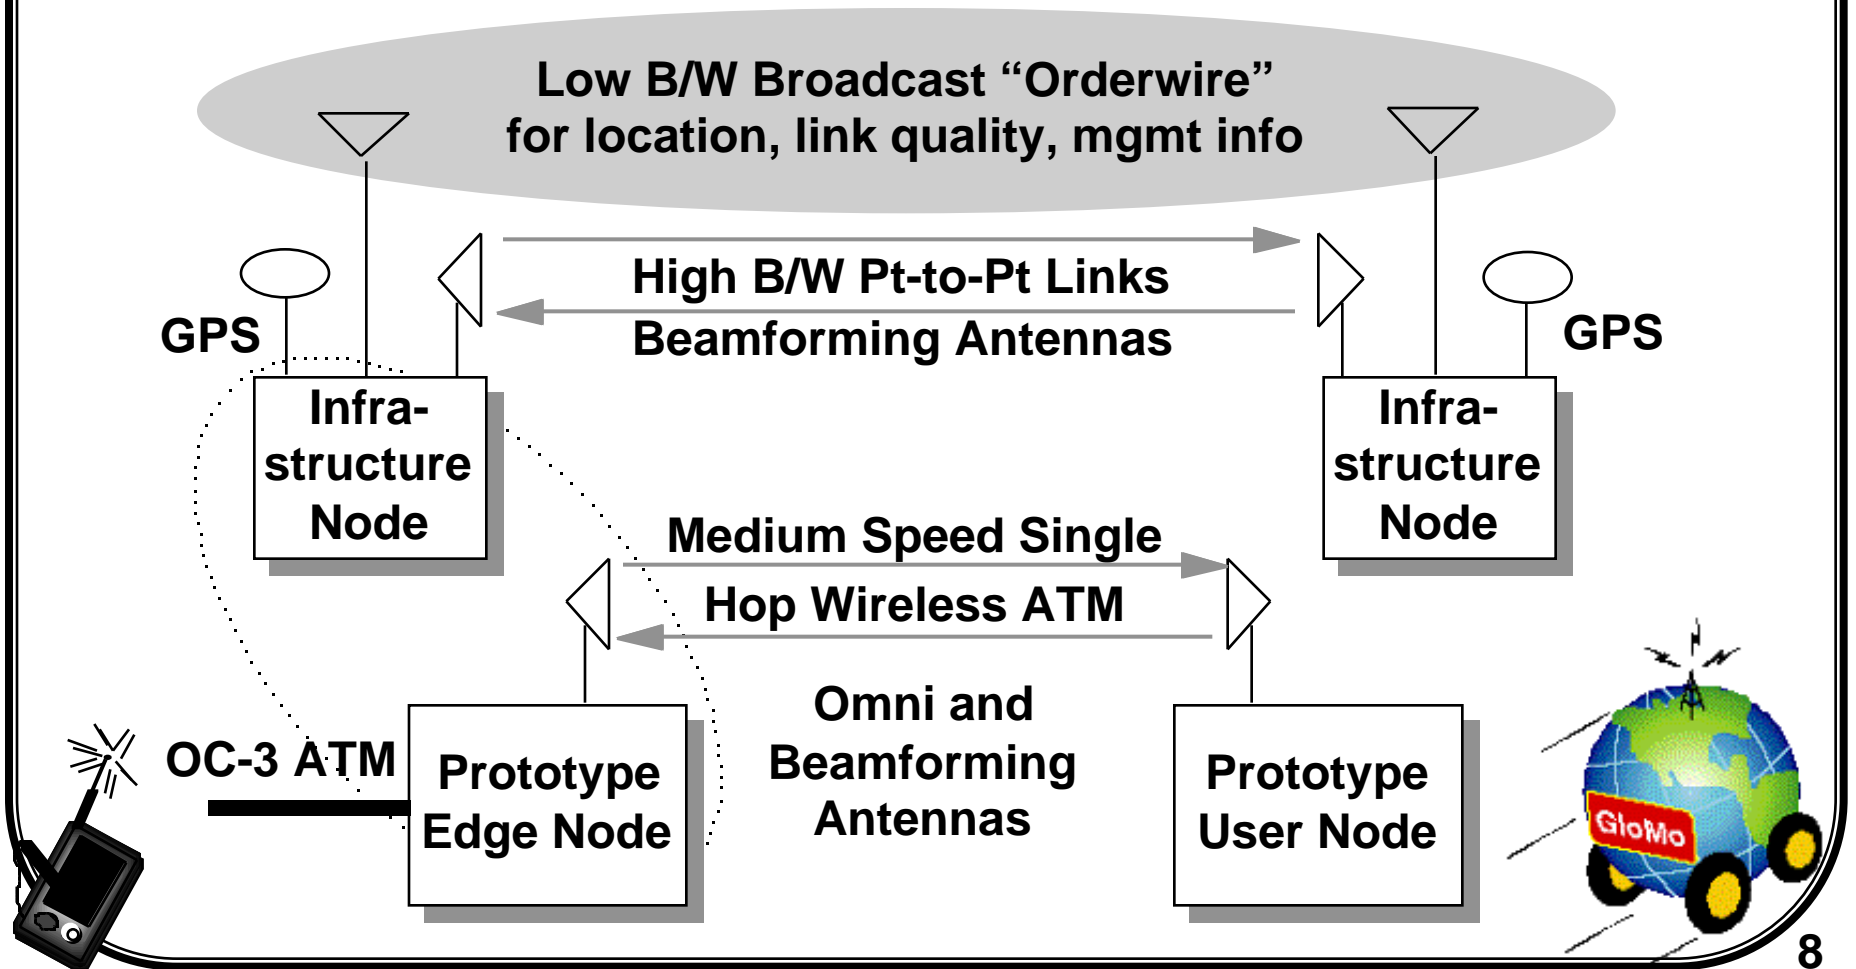 Low B/W Broadcast “Orderwire”
for location, link quality, mgmt info
High B/W Pt-to-Pt Links
Beamforming Antennas
GPS
GPS
Infra-
structure
Node
Infra-
structure
Node
Medium Speed Single
Hop Wireless ATM
Omni and
Beamforming
Antennas
OC-3 ATM
Prototype
Edge Node
Prototype
User Node
GloMo
8